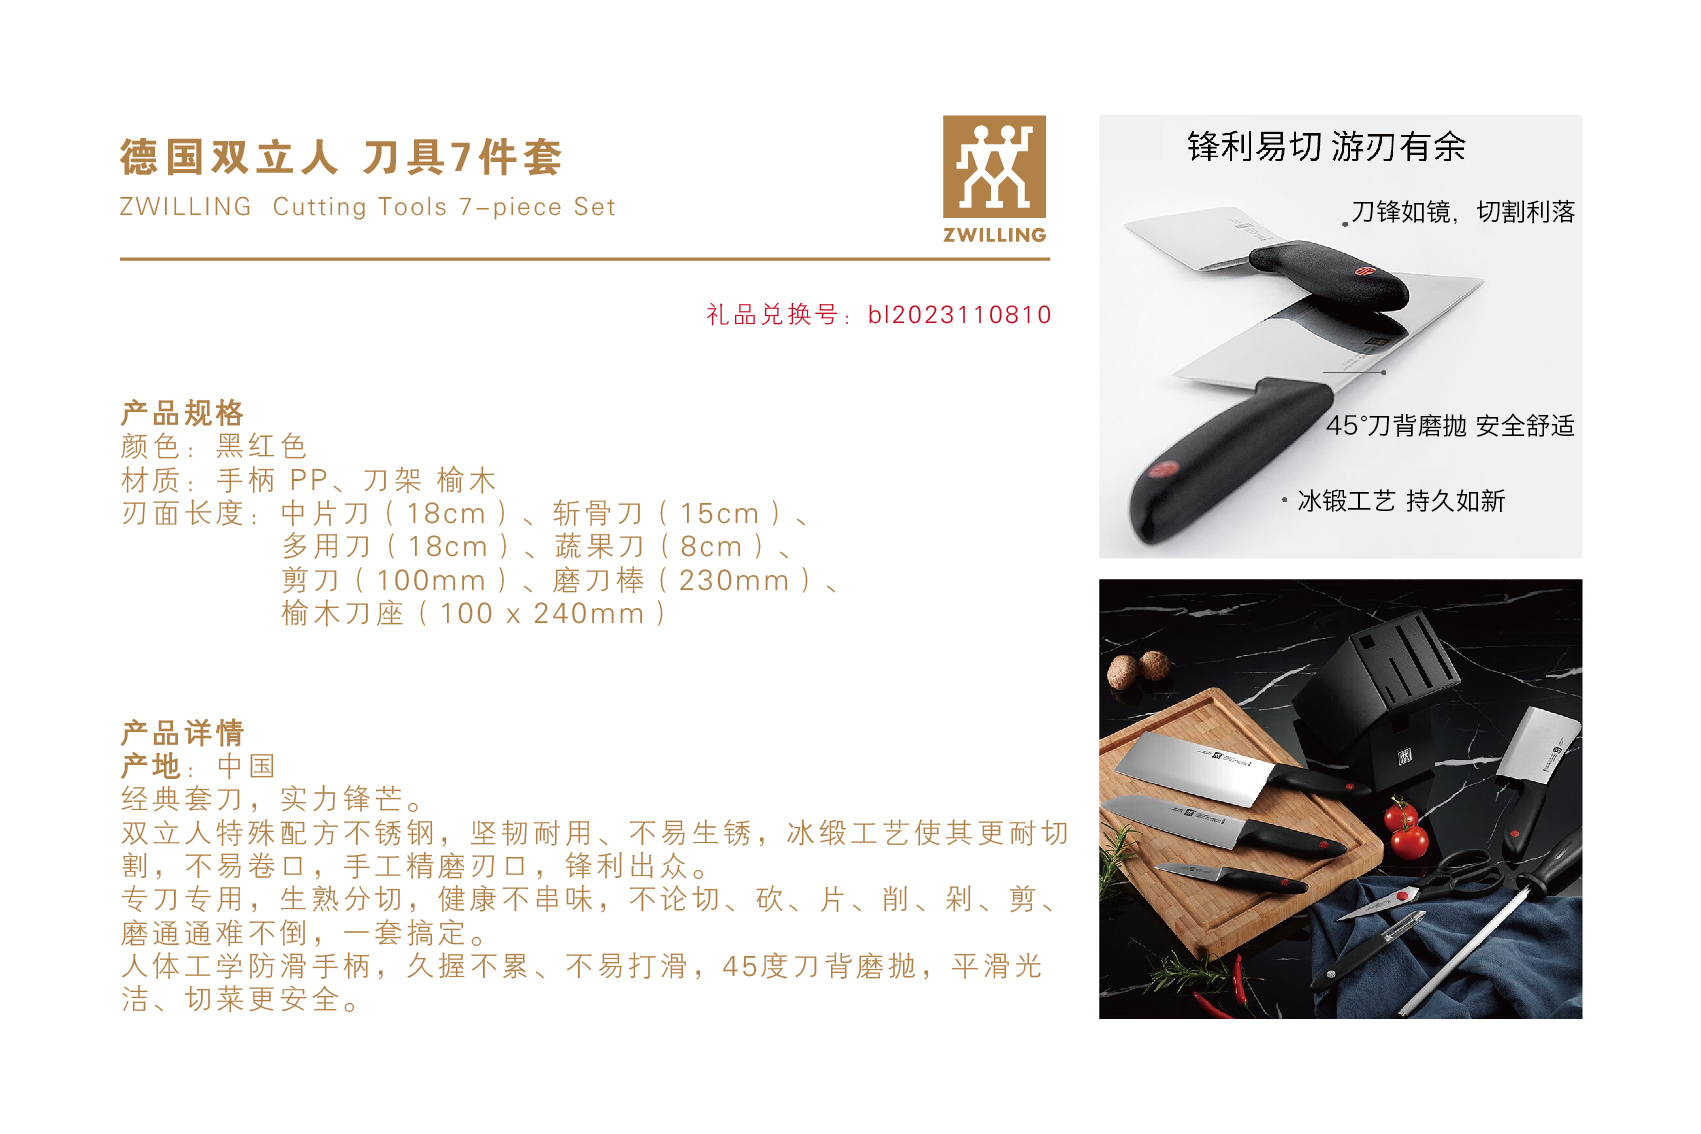 德国双立人 刀具7件套
ZWILLING Cutting Tools 7-piece Set
ZWILLING
礼品兑换号：bl2023110810
产品规格
颜色：黑红色
材质：手柄 PP、刀架 榆木
刃面长度：中片刀（18cm）、斩骨刀（15cm）、
多用刀（18cm）、蔬果刀（8cm）、
剪刀（100mm）、磨刀棒（230mm）、
榆木刀座（100 x 240mm）
产品详情
产地：中国
经典套刀，实力锋芒。
双立人特殊配方不锈钢，坚韧耐用、不易生锈，冰缎工艺使其更耐切
割，不易卷口，手工精磨刃口，锋利出众。
专刀专用，生熟分切，健康不串味，不论切、砍、片、削、剁、剪、
磨通通难不倒，一套搞定。
人体工学防滑手柄，久握不累、不易打滑，45度刀背磨抛，平滑光
洁、切菜更安全。
锋利易切 游刃有余
刀锋如镜，切割利落
45°刀背磨抛 安全舒适
冰锻工艺 持久如新